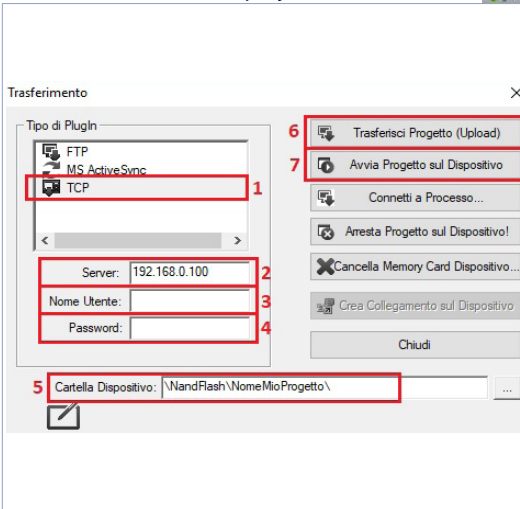 Trasferimento
Tipo di PlugIn
FTP
MS ActiveSync
TCP
1
Server: 192.168.0.100 2
Nome Utente: 3
Password: 4
5 Cartella Dispositivo: \NandFlash\NomeMioProgetto\ ...
6 Trasferisci Progetto (Upload)
7 Avvia Progetto sul Dispositivo
Connetti a Processo...
Arresta Progetto sul Dispositivo!
Cancella Memory Card Dispositivo...
Crea Collegamento sul Dispositivo
Chiudi